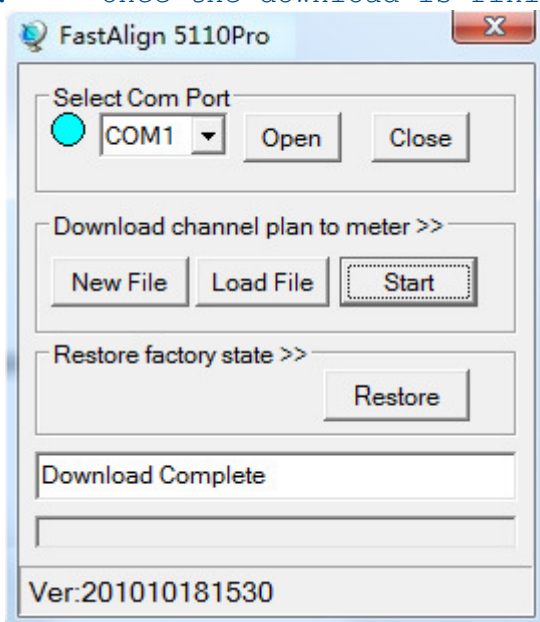 FastAlign 5110Pro
Select Com Port
COM1 Open Close
Download channel plan to meter >>
New File Load File Start
Restore factory state >>
Restore
Download Complete
Ver:201010181530